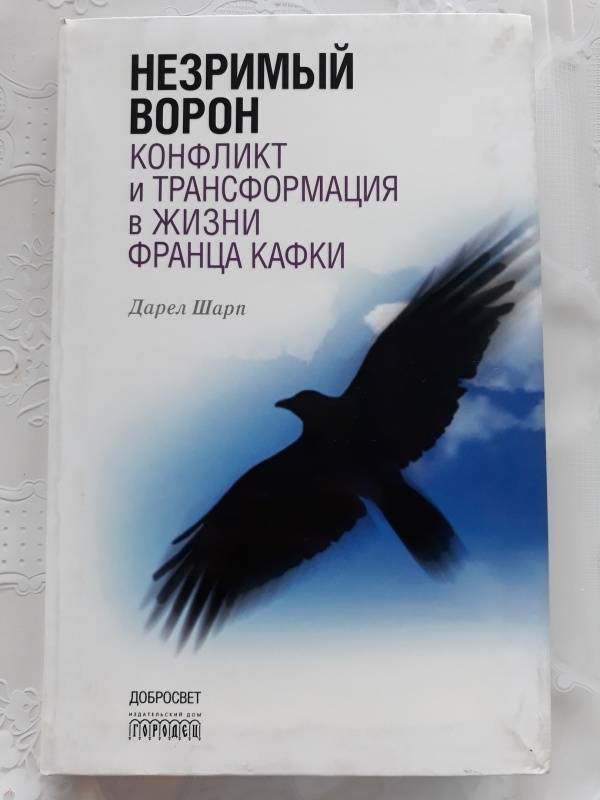 НЕЗРИМЫЙ
ВОРОН
КОНФЛИКТ
и ТРАНСФОРМАЦИЯ
в ЖИЗНИ
ФРАНЦА КАФКИ
Дарел Шарп
ДОБРОСВЕТ
ИЗДАТЕЛЬСКИЙ ДОМ
ГОРОДЕЦ